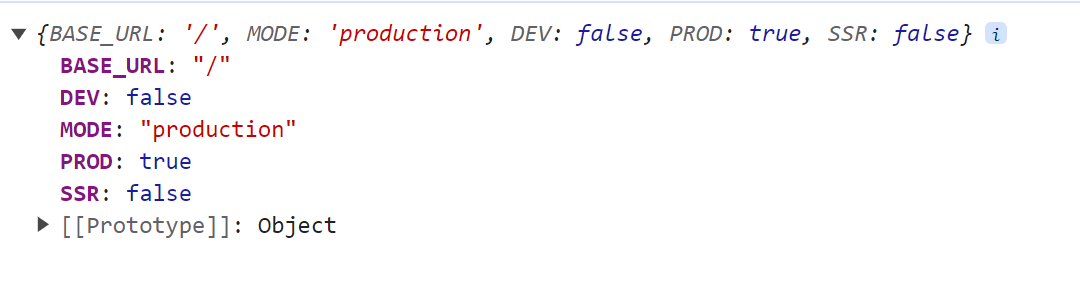 {BASE_URL: '/', MODE: 'production', DEV: false, PROD: true, SSR: false} i
BASE_URL: "/"
DEV: false
MODE: "production"
PROD: true
SSR: false
[[Prototype]]: Object